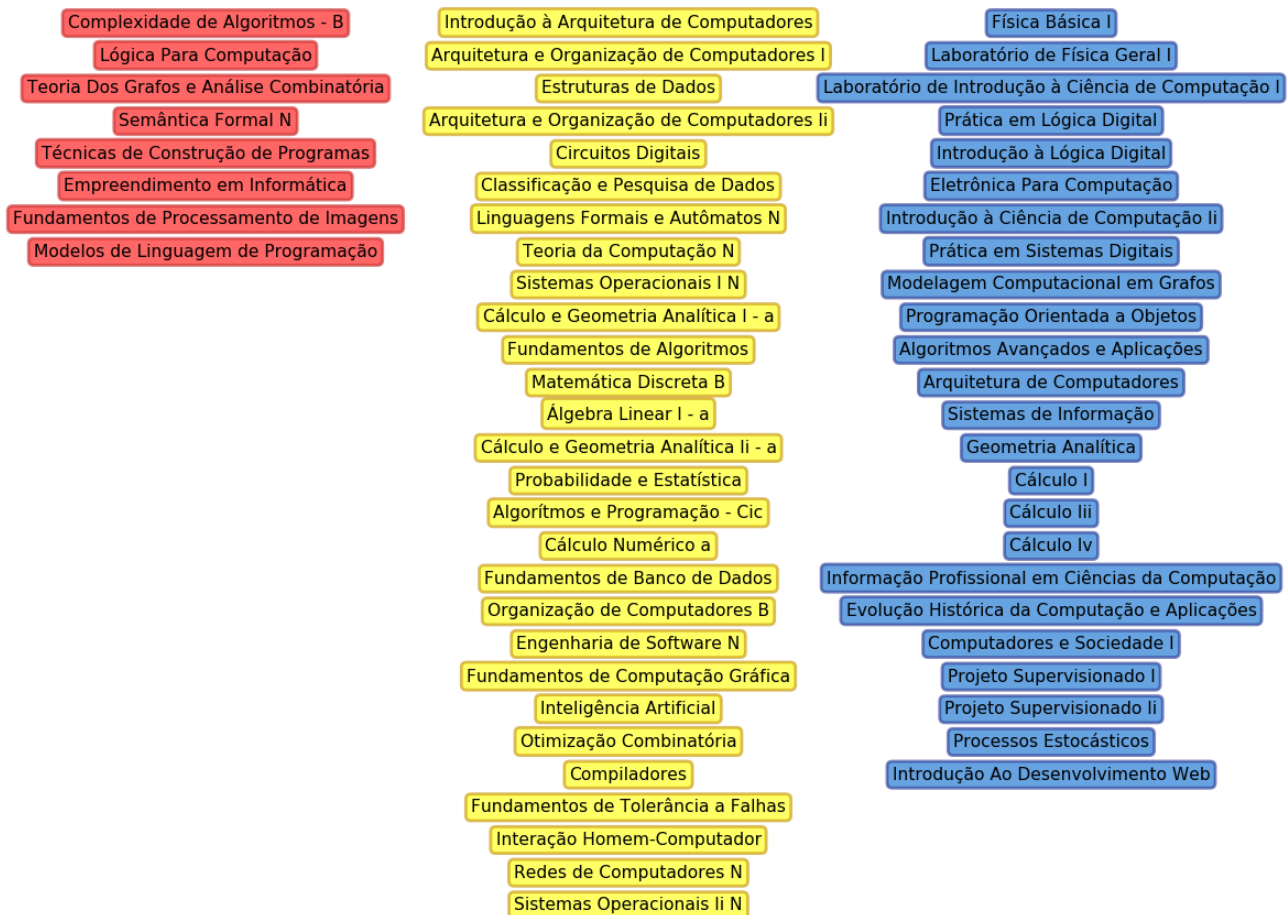 Complexidade de Algoritmos - B
Lógica Para Computação
Teoria Dos Grafos e Análise Combinatória
Semântica Formal N
Técnicas de Construção de Programas
Empreendimento em Informática
Fundamentos de Processamento de Imagens
Modelos de Linguagem de Programação
Introdução à Arquitetura de Computadores
Arquitetura e Organização de Computadores I
Estruturas de Dados
Arquitetura e Organização de Computadores Ii
Circuitos Digitais
Classificação e Pesquisa de Dados
Linguagens Formais e Autômatos N
Teoria da Computação N
Sistemas Operacionais I N
Cálculo e Geometria Analítica I - a
Fundamentos de Algoritmos
Matemática Discreta B
Álgebra Linear I - a
Cálculo e Geometria Analítica Ii - a
Probabilidade e Estatística
Algorítmos e Programação - Cic
Cálculo Numérico a
Fundamentos de Banco de Dados
Organização de Computadores B
Engenharia de Software N
Fundamentos de Computação Gráfica
Inteligência Artificial
Otimização Combinatória
Compiladores
Fundamentos de Tolerância a Falhas
Interação Homem-Computador
Redes de Computadores N
Sistemas Operacionais Ii N
Física Básica I
Laboratório de Física Geral I
Laboratório de Introdução à Ciência de Computação I
Prática em Lógica Digital
Introdução à Lógica Digital
Eletrônica Para Computação
Introdução à Ciência de Computação Ii
Prática em Sistemas Digitais
Modelagem Computacional em Grafos
Programação Orientada a Objetos
Algoritmos Avançados e Aplicações
Arquitetura de Computadores
Sistemas de Informação
Geometria Analítica
Cálculo I
Cálculo Iii
Cálculo Iv
Informação Profissional em Ciências da Computação
Evolução Histórica da Computação e Aplicações
Computadores e Sociedade I
Projeto Supervisionado I
Projeto Supervisionado Ii
Processos Estocásticos
Introdução Ao Desenvolvimento Web